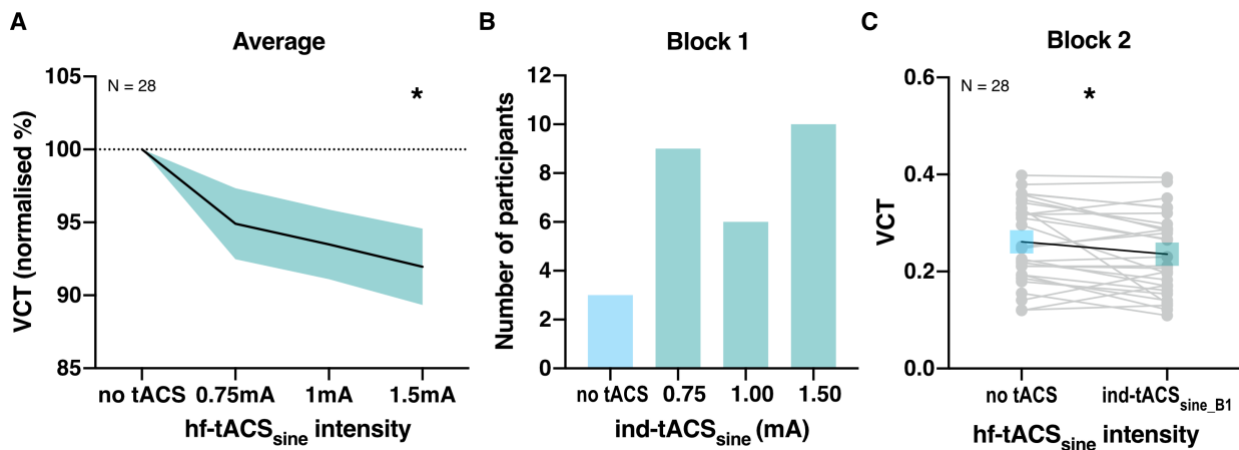 A
Average
N = 28
*
105
100
95
90
85
VCT (normalised %)
no tACS 0.75mA 1mA 1.5mA
hf-tACSsine intensity
B
Block 1
12
10
8
6
4
2
0
Number of participants
no tACS 0.75 1.00 1.50
ind-tACSsine (mA)
C
Block 2
N = 28
*
0.6
0.4
0.2
0.0
VCT
no tACS ind-tACSsine_B1
hf-tACSsine intensity